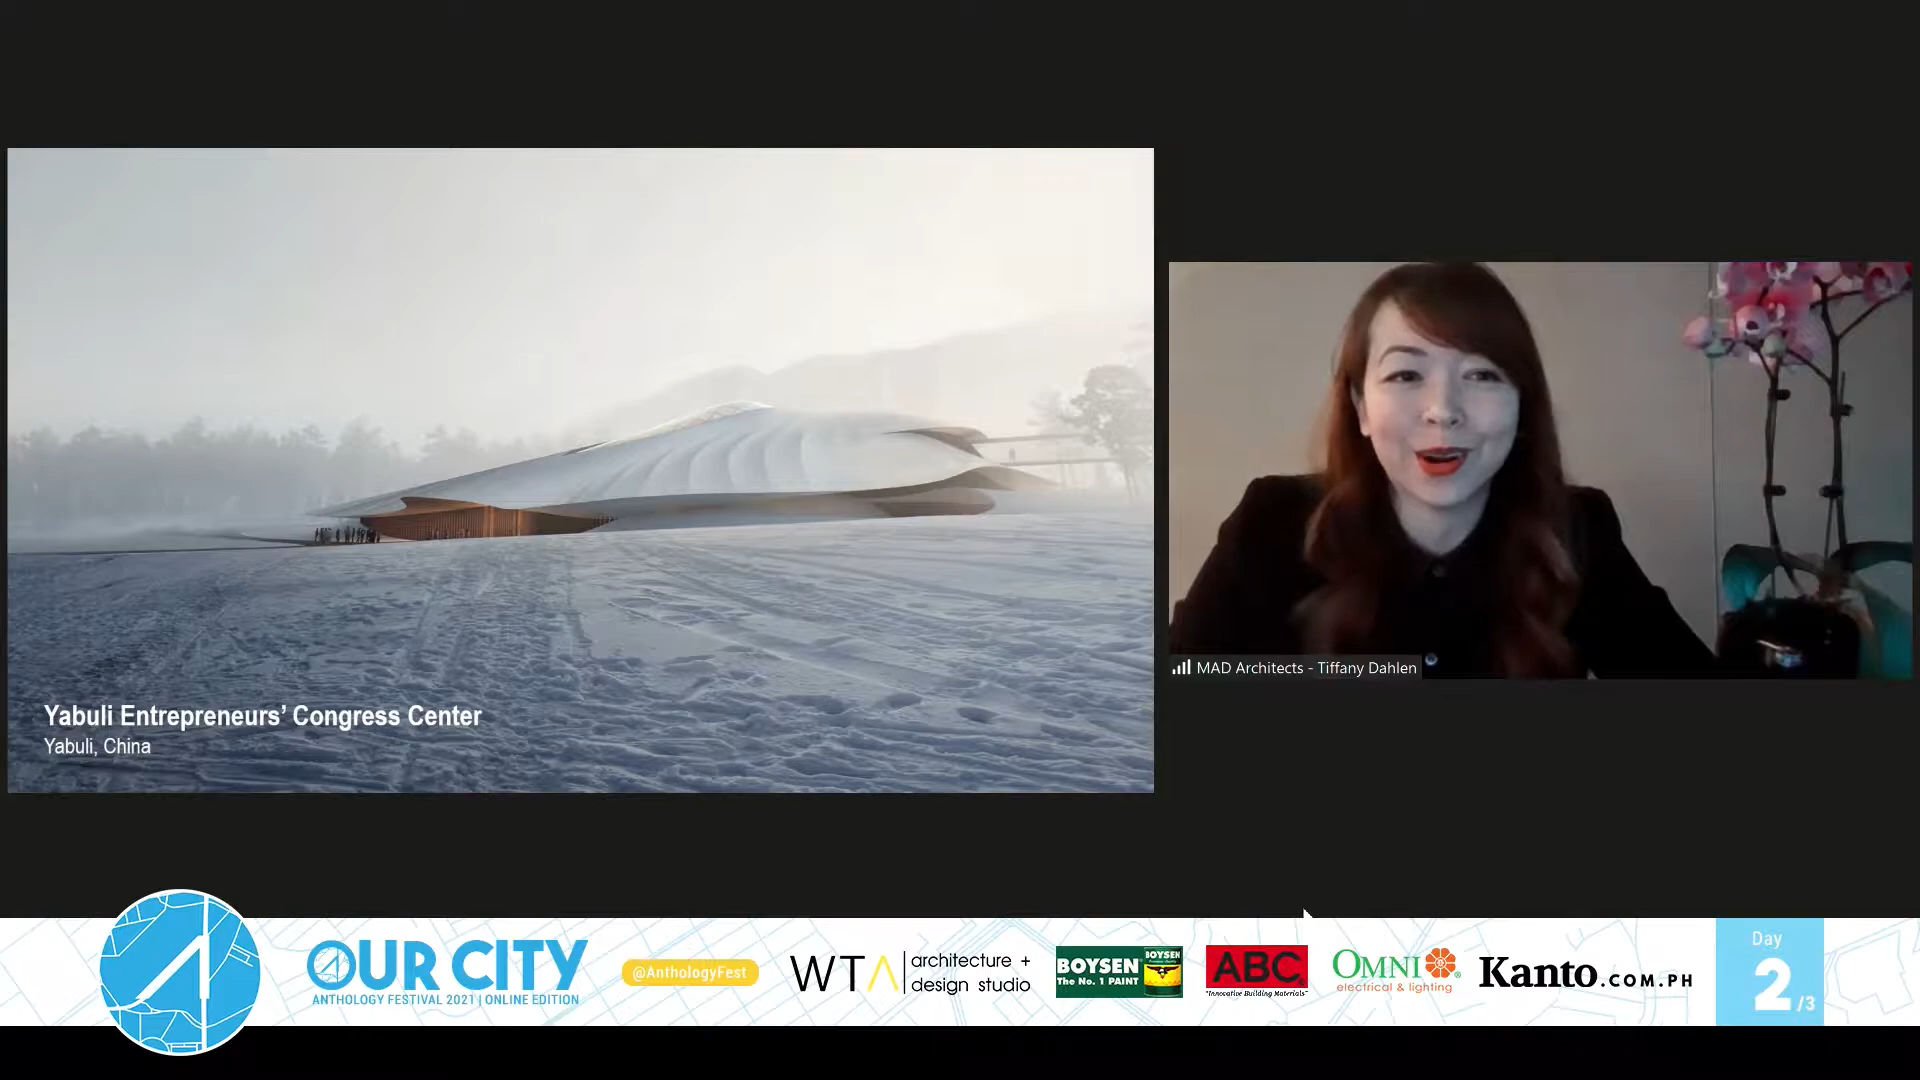 Yabuli Entrepreneurs’ Congress Center
Yabuli, China
MAD Architects - Tiffany Dahlen
OUR CITY
ANTHOLOGY FESTIVAL 2021 | ONLINE EDITION
@AnthologyFest
WTA
architecture +
design studio
BOYSEN
The No. 1 PAINT
BOYSEN
ABC
"Innovative Building Materials"
OMNI
electrical & lighting
Kanto.COM.PH
Day
2/3